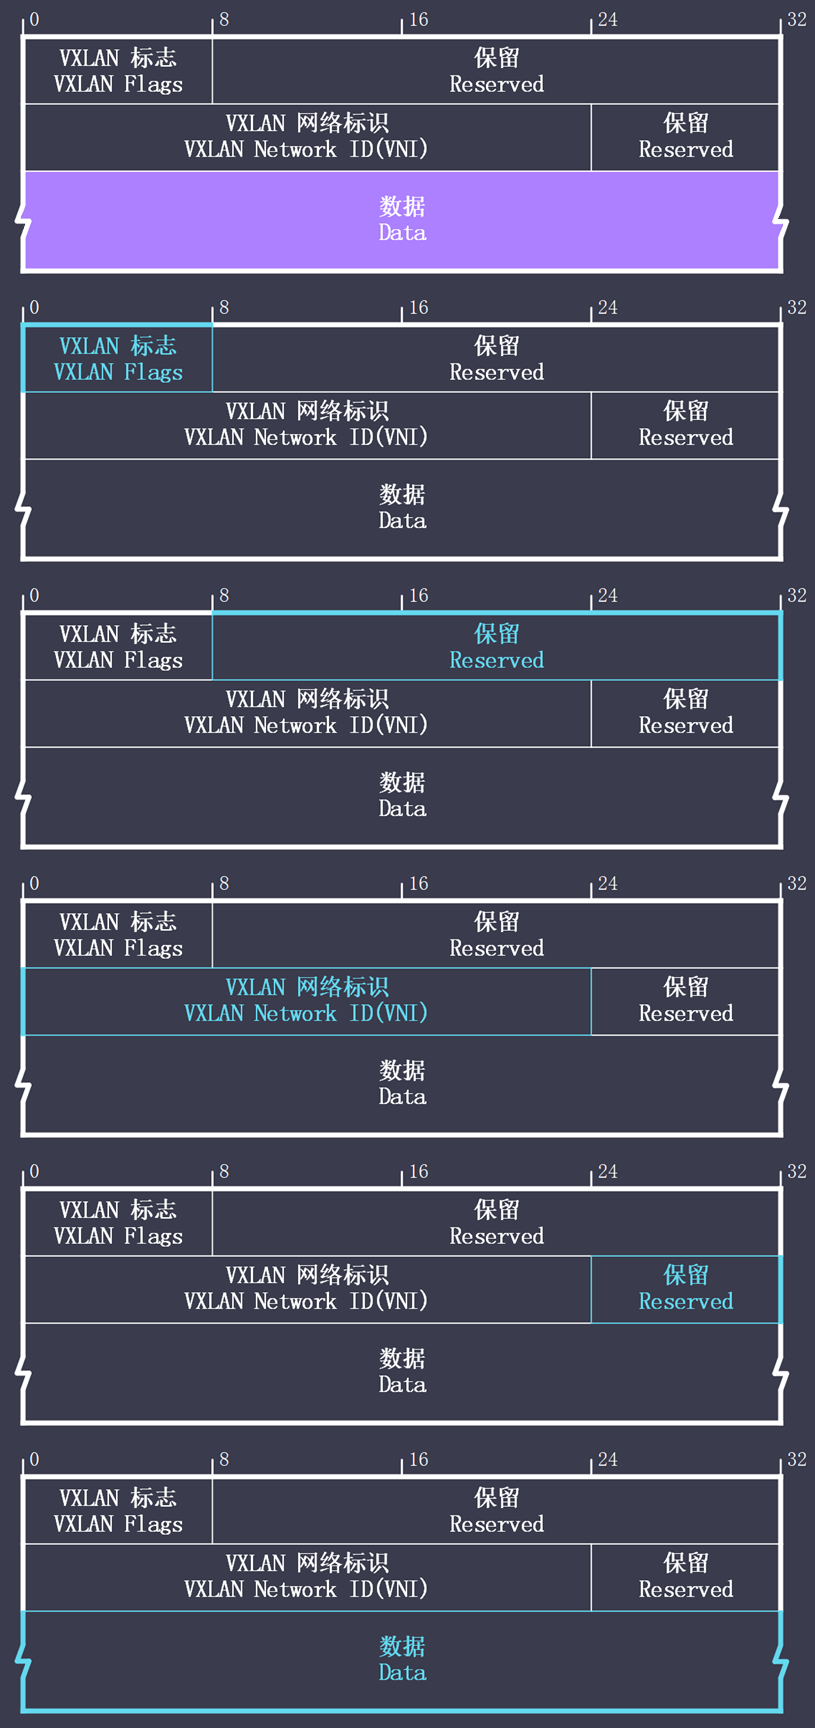 0 8 16 24 32
VXLAN 标志
VXLAN Flags
保留
Reserved
VXLAN 网络标识
VXLAN Network ID(VNI)
保留
Reserved
数据
Data
0 8 16 24 32
VXLAN 标志
VXLAN Flags
保留
Reserved
VXLAN 网络标识
VXLAN Network ID(VNI)
保留
Reserved
数据
Data
0 8 16 24 32
VXLAN 标志
VXLAN Flags
保留
Reserved
VXLAN 网络标识
VXLAN Network ID(VNI)
保留
Reserved
数据
Data
0 8 16 24 32
VXLAN 标志
VXLAN Flags
保留
Reserved
VXLAN 网络标识
VXLAN Network ID(VNI)
保留
Reserved
数据
Data
0 8 16 24 32
VXLAN 标志
VXLAN Flags
保留
Reserved
VXLAN 网络标识
VXLAN Network ID(VNI)
保留
Reserved
数据
Data
0 8 16 24 32
VXLAN 标志
VXLAN Flags
保留
Reserved
VXLAN 网络标识
VXLAN Network ID(VNI)
保留
Reserved
数据
Data